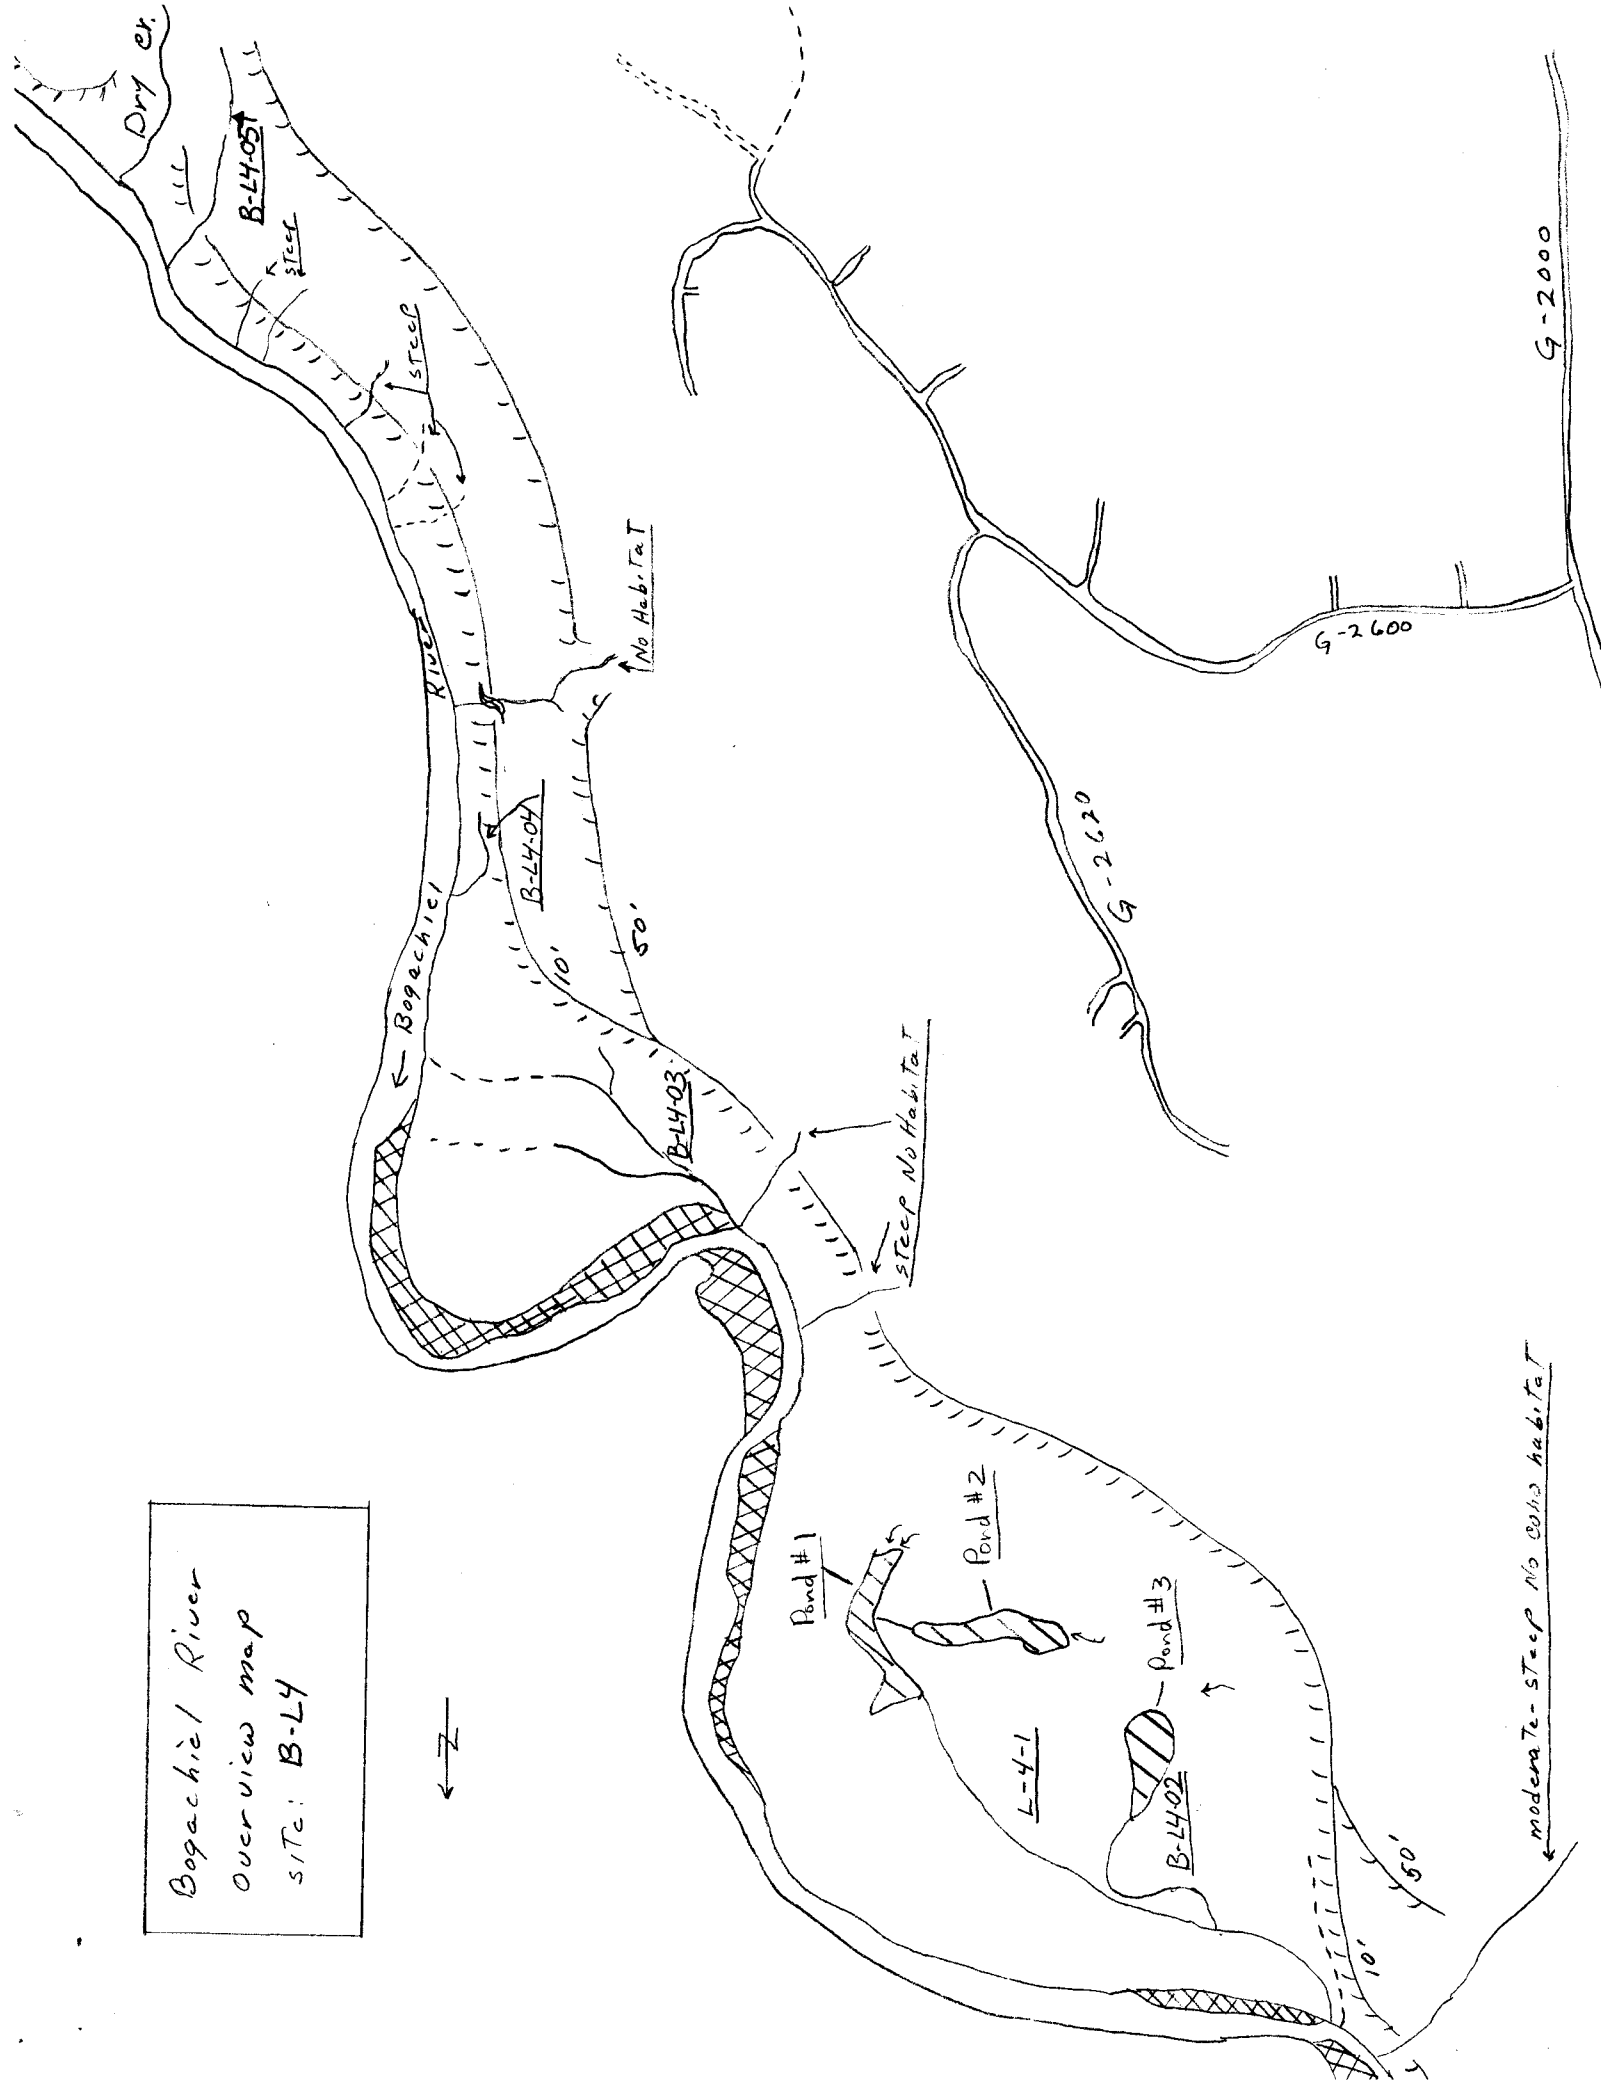 Bogachiel River
overview map
site: B-L4
N
Dry Cr.
B-L4-05
steep
steep
Bogachiel
River
No Habitat
B-L4-04
10'
50'
B-L4-03
steep No Habitat
Pond #1
Pond #2
Pond #3
L-4-1
B-L4-02
10'
50'
moderate-steep No coho habitat
G-2620
G-2600
G-2000